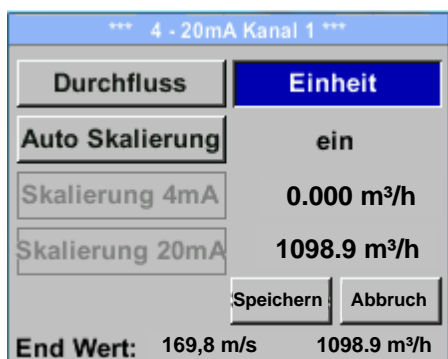 *** 4 - 20mA Kanal 1 ***
Durchfluss Einheit
Auto Skalierung ein
Skalierung 4mA 0.000 m³/h
Skalierung 20mA 1098.9 m³/h
Speichern Abbruch
End Wert: 169,8 m/s 1098.9 m³/h